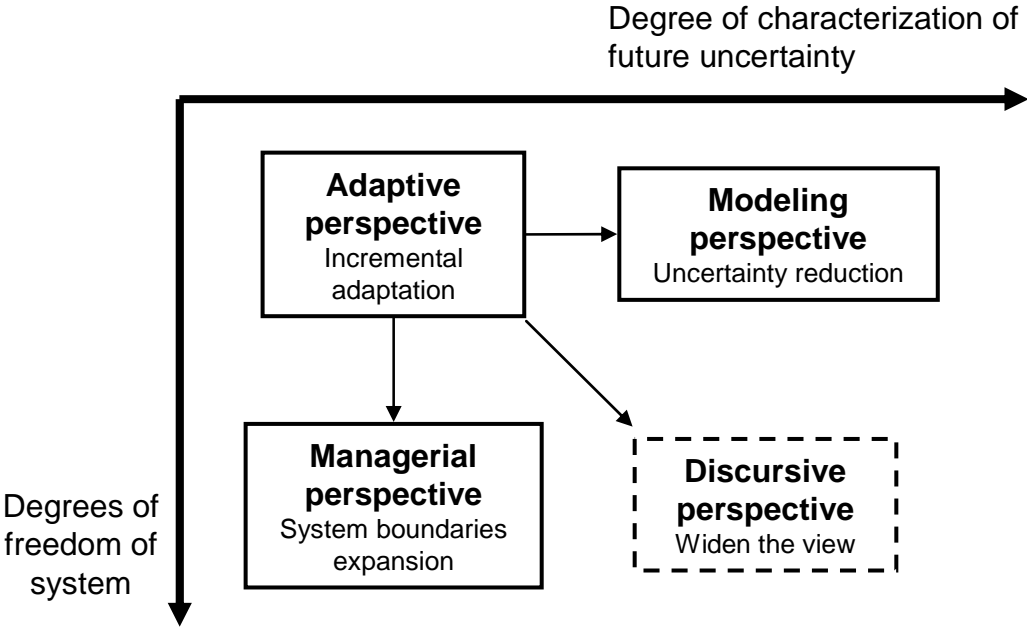 Degree of characterization of
future uncertainty
Adaptive
perspective
Incremental
adaptation
Modeling
perspective
Uncertainty reduction
Managerial
perspective
System boundaries
expansion
Discursive
perspective
Widen the view
Degrees of
freedom of
system